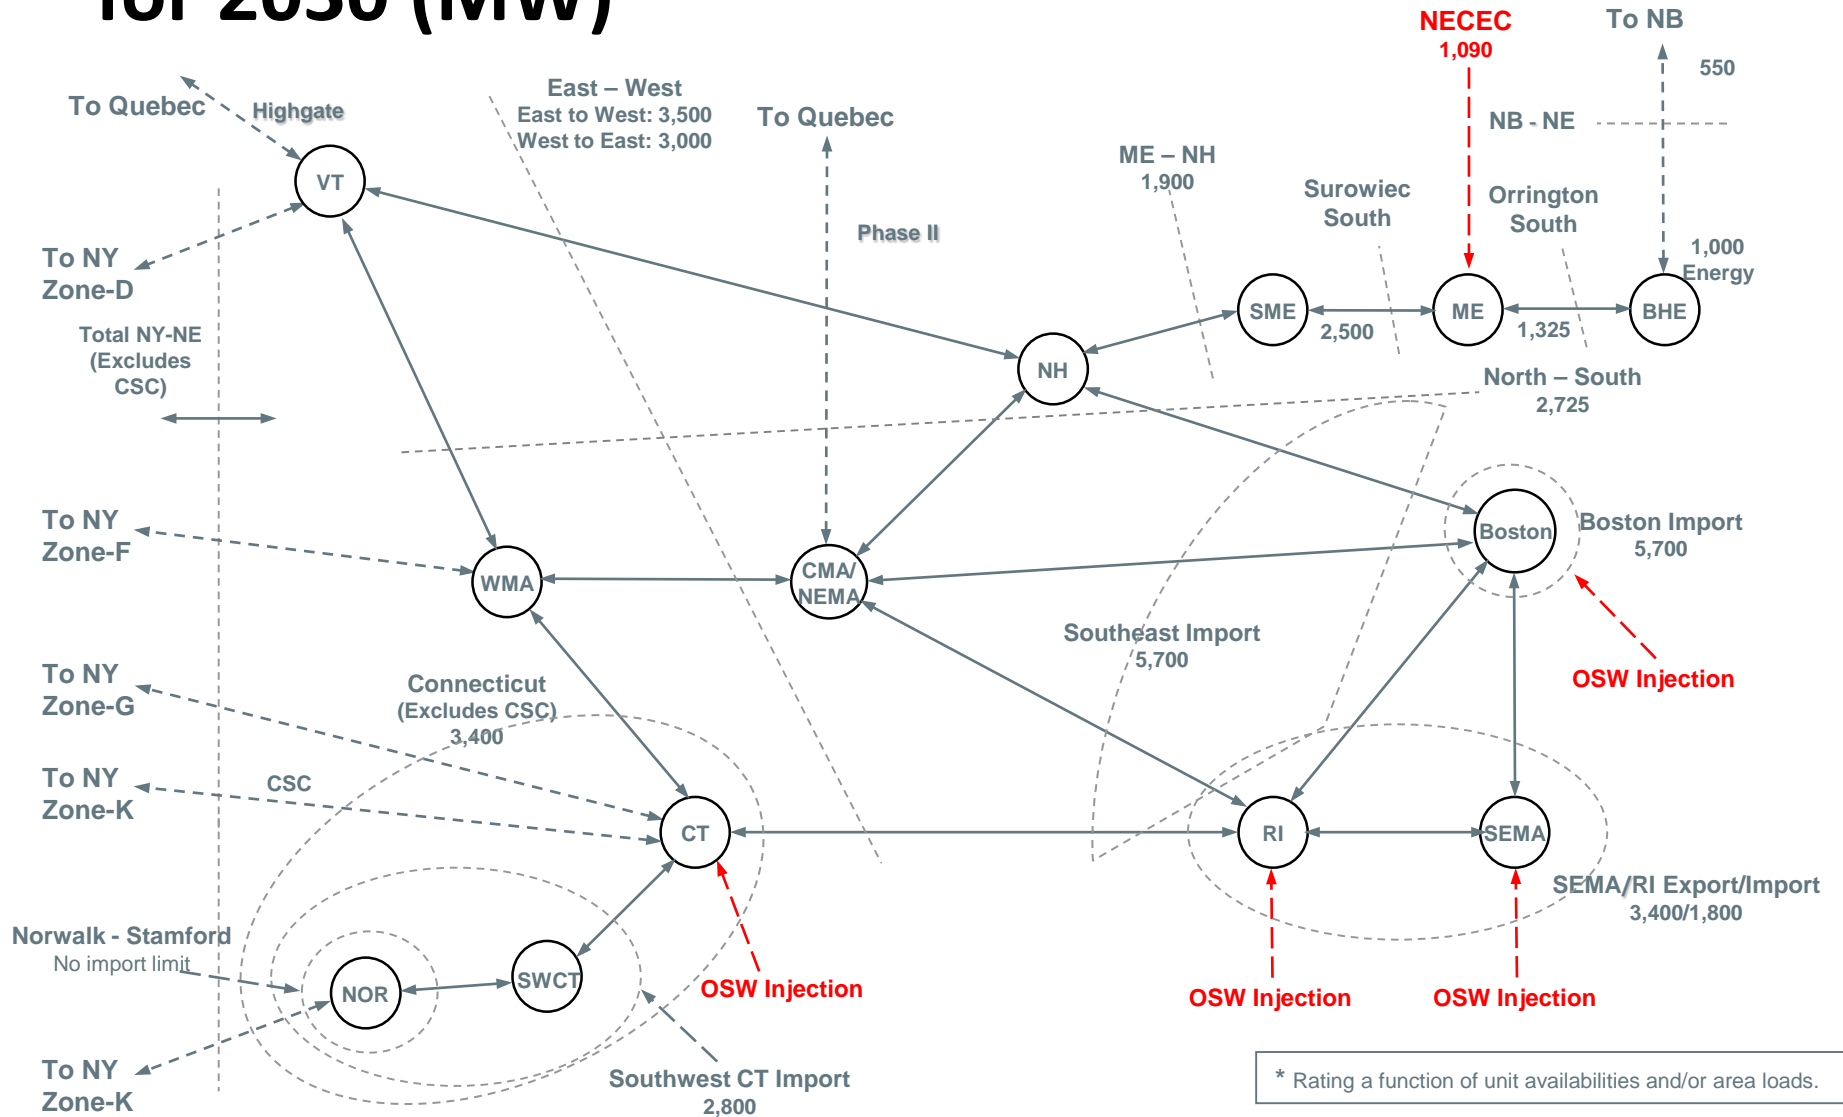 for 2030 (MW)
NECEC
1,090
To NB
550
NB - NE
To Quebec
Highgate
East – West
East to West: 3,500
West to East: 3,000
To Quebec
Phase II
ME – NH
1,900
Surowiec
South
Orrington
South
1,000
Energy
VT
To NY
Zone-D
Total NY-NE
(Excludes
CSC)
SME
2,500
ME
1,325
BHE
NH
North – South
2,725
To NY
Zone-F
WMA
CMA/
NEMA
Boston
Boston Import
5,700
Southeast Import
5,700
OSW Injection
To NY
Zone-G
Connecticut
(Excludes CSC)
3,400
To NY
Zone-K
CSC
CT
RI
SEMA
SEMA/RI Export/Import
3,400/1,800
Norwalk - Stamford
No import limit
NOR
SWCT
OSW Injection
OSW Injection
OSW Injection
To NY
Zone-K
Southwest CT Import
2,800
* Rating a function of unit availabilities and/or area loads.